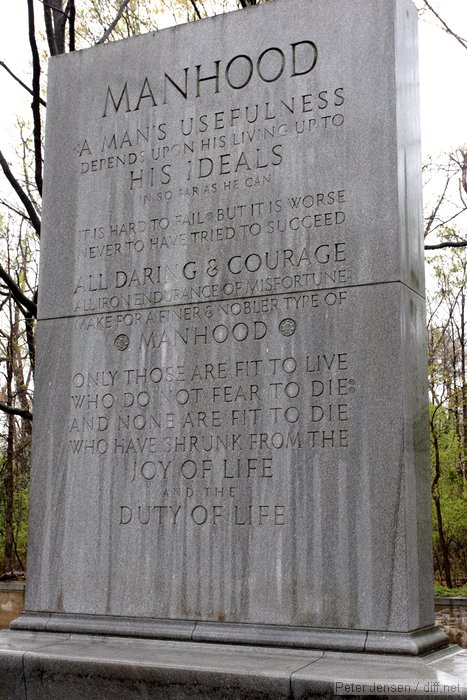 MANHOOD
A MAN'S USEFULNESS
DEPENDS UPON HIS LIVING UP TO
HIS IDEALS
IN SO FAR AS HE CAN
IT IS HARD TO FAIL BUT IT IS WORSE
NEVER TO HAVE TRIED TO SUCCEED
ALL DARING & COURAGE
ALL IRON ENDURANCE OF MISFORTUNE
MAKE FOR A FINER & NOBLER TYPE OF
MANHOOD
ONLY THOSE ARE FIT TO LIVE
WHO DO NOT FEAR TO DIE
AND NONE ARE FIT TO DIE
WHO HAVE SHRUNK FROM THE
JOY OF LIFE
AND THE
DUTY OF LIFE
Peter Jensen / diff.net